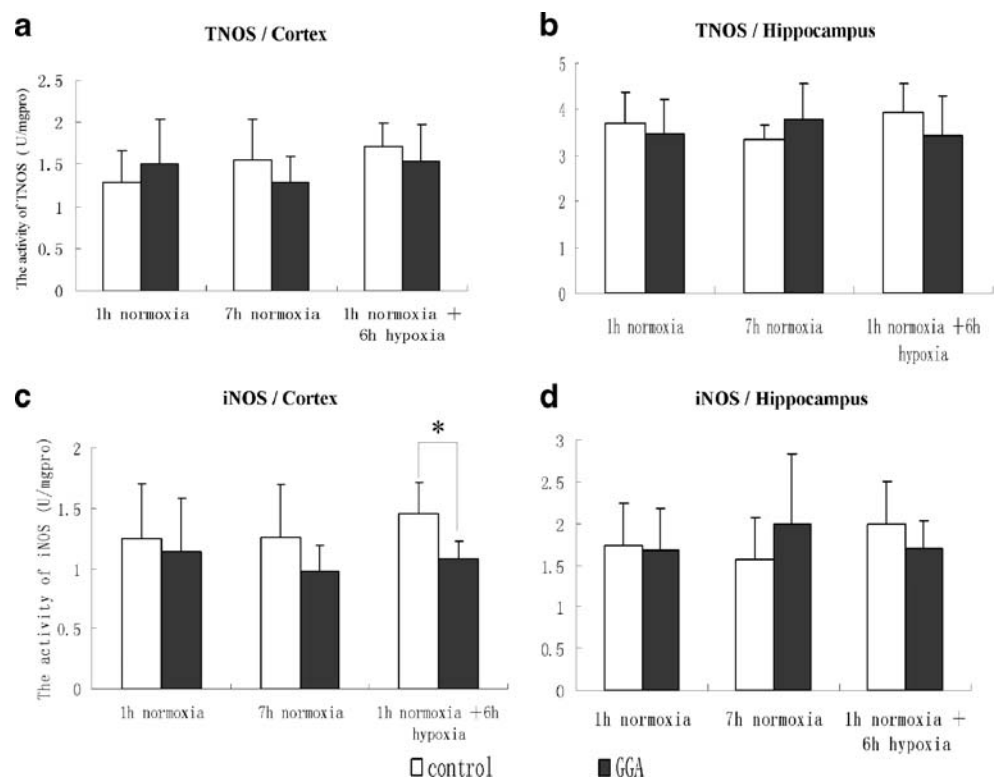 a
TNOS / Cortex
The activity of TNOS ( U/mgpro)
2.5
2
1.5
1
0.5
0
1h normoxia
7h normoxia
1h normoxia +
6h hypoxia
b
TNOS / Hippocampus
5
4
3
2
1
0
1h normoxia
7h normoxia
1h normoxia +6h
hypoxia
c
iNOS / Cortex
The activity of iNOS (U/mgpro)
2
1.5
1
0.5
0
*
1h normoxia
7h normoxia
1h normoxia +6h
hypoxia
d
iNOS / Hippocampus
3
2.5
2
1.5
1
0.5
0
1h normoxia
7h normoxia
1h normoxia +
6h hypoxia
control
GGA